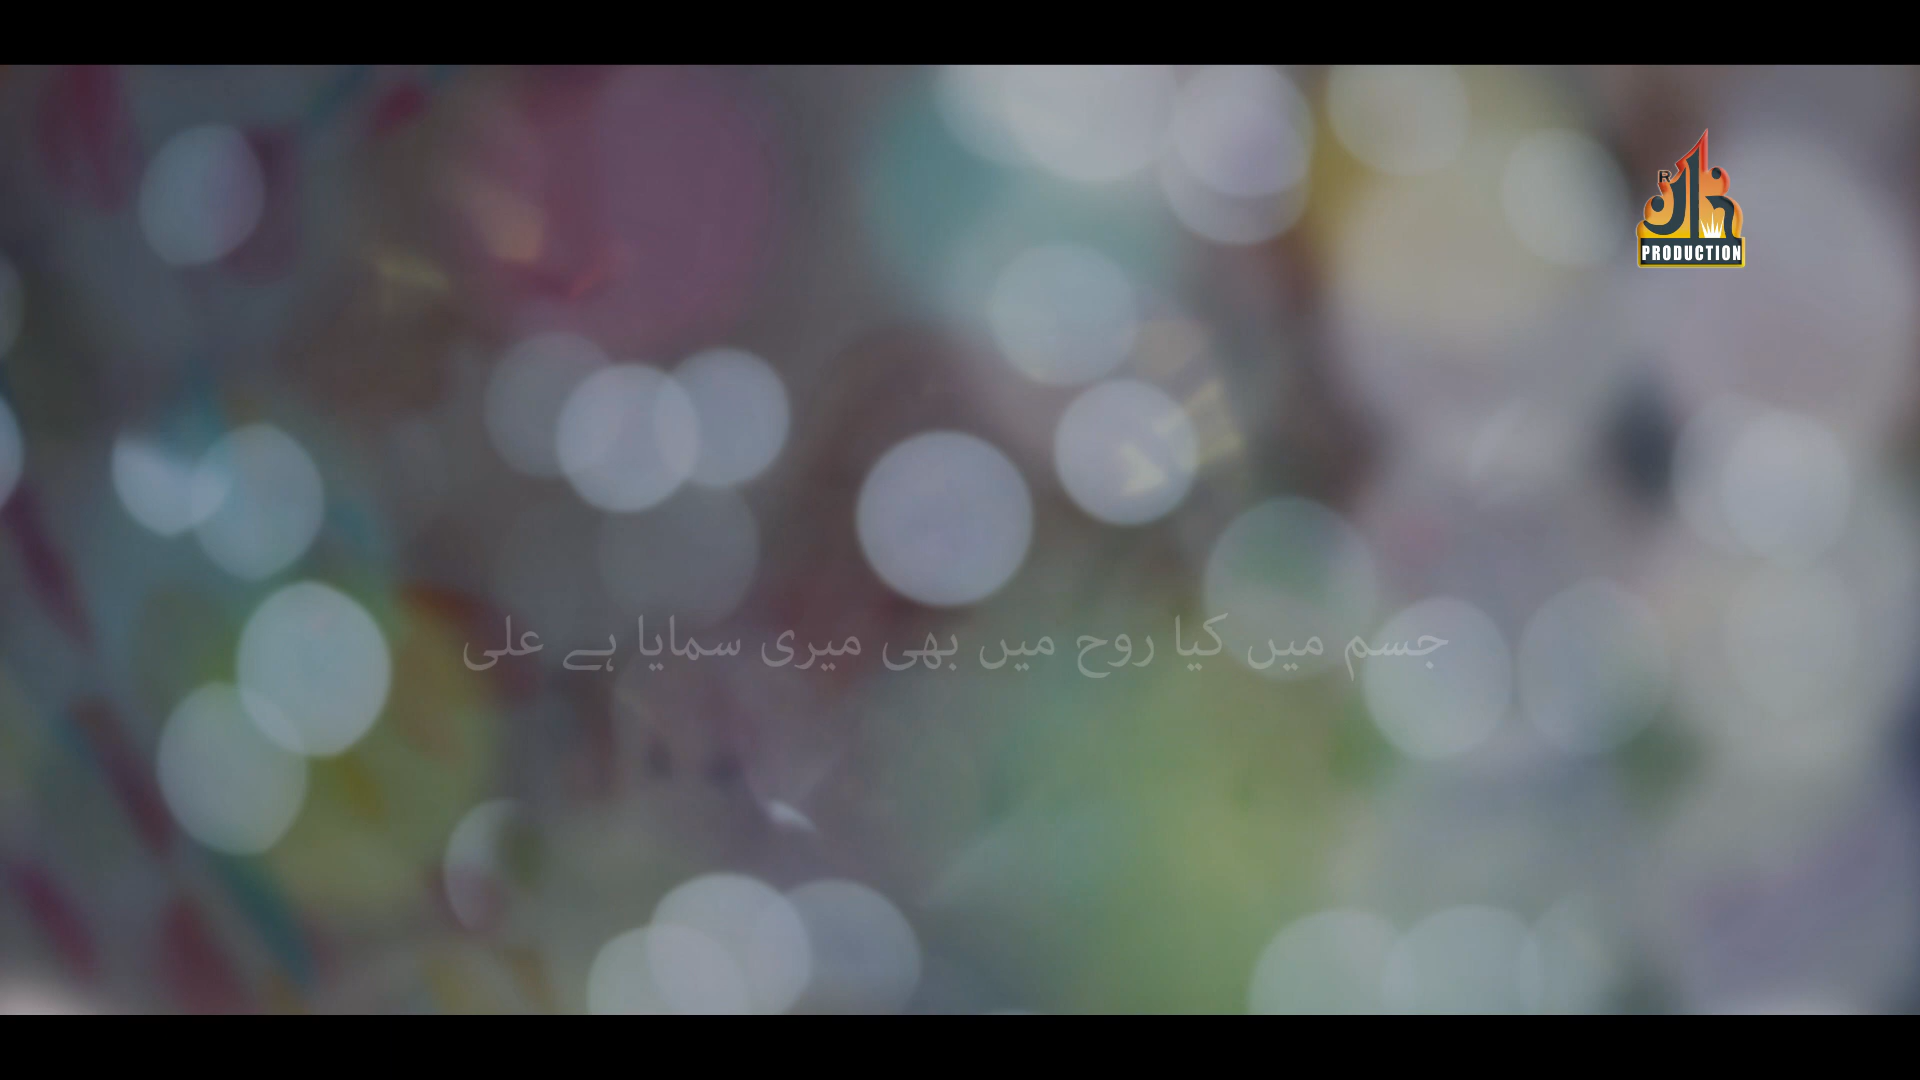 R
PRODUCTION
جسم میں کیا روح میں بھی میری سمایا ہے علی